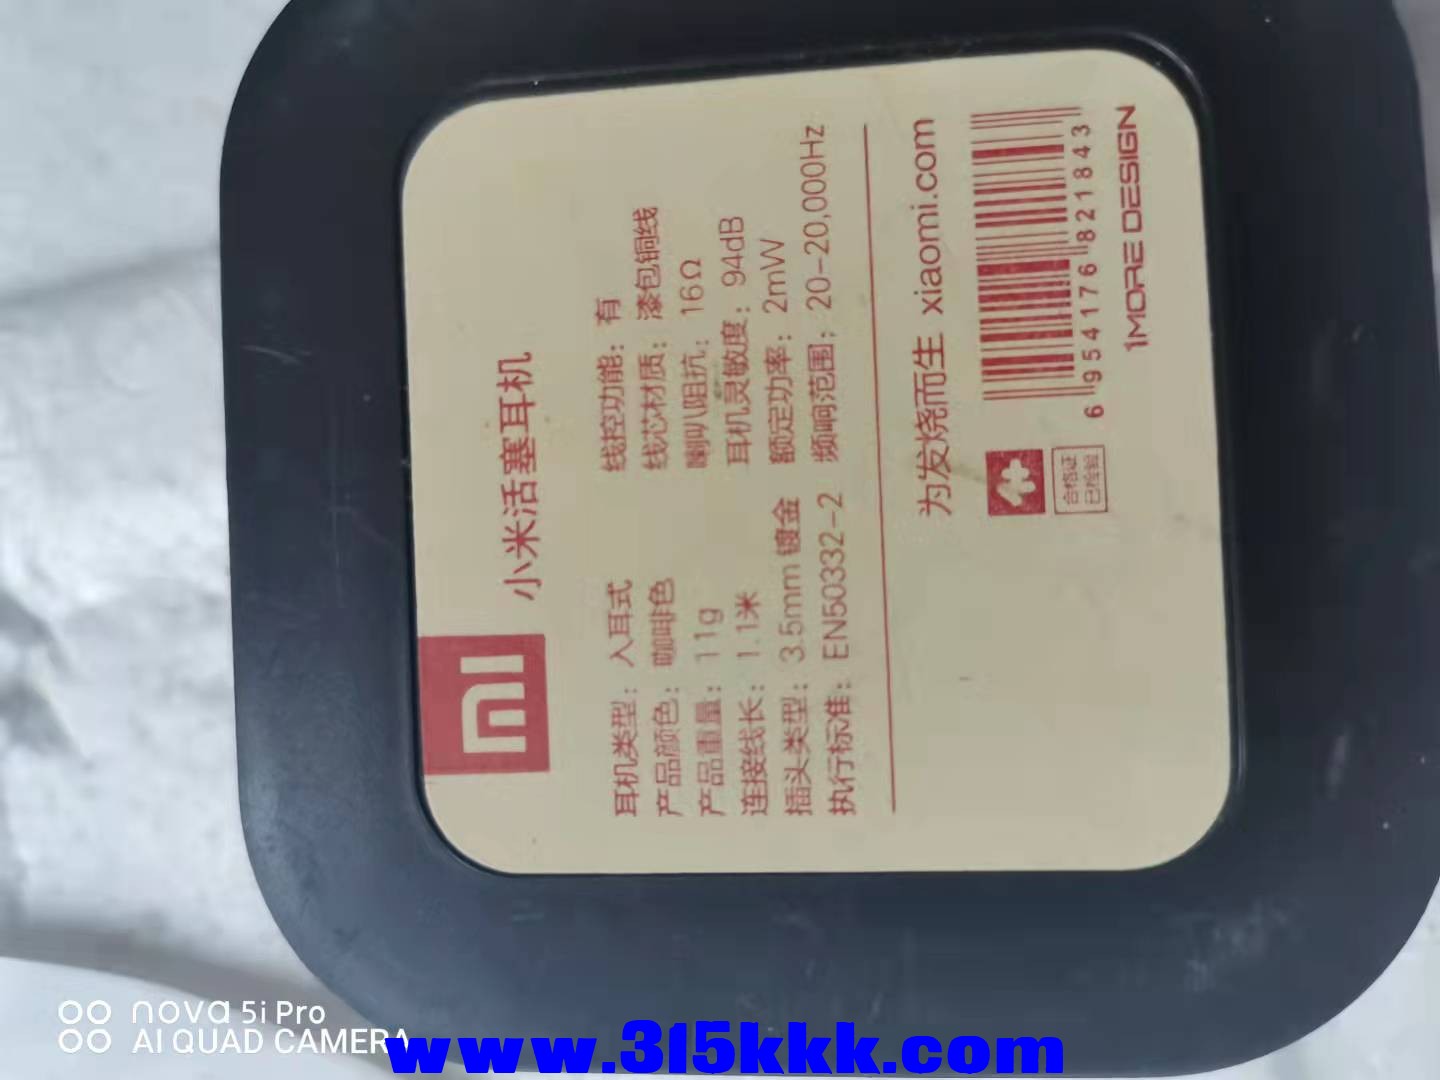 mi
小米活塞耳机
耳机类型：入耳式
产品颜色：咖啡色
产品重量：11g
连接线长：1.1米
插头类型：3.5mm 镀金
执行标准：EN50332-2
线控功能：有
线芯材质：漆包铜线
喇叭阻抗：16Ω
耳机灵敏度：94dB
额定功率：2mW
频响范围：20-20,000Hz
为发烧而生 xiaomi.com
6 954176 821843
合格证
已检验
1MORE DESIGN
nova 5i Pro
AI QUAD CAMERA
www.315kkk.com